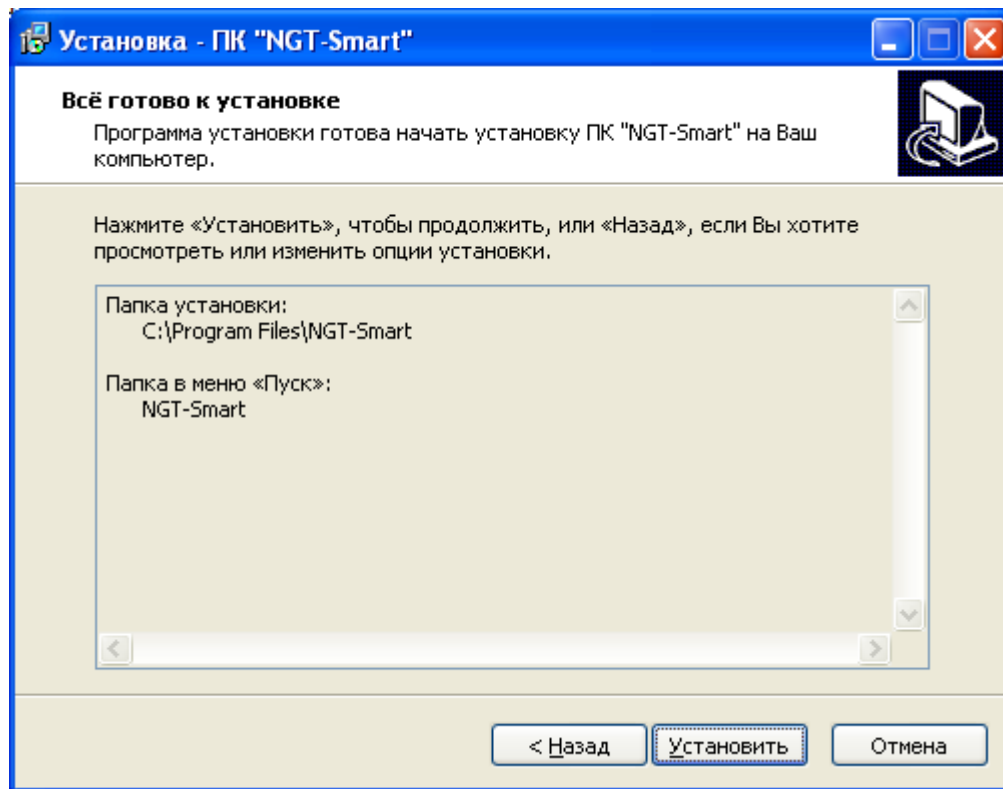 Установка - ПК "NGT-Smart"
Всё готово к установке
Программа установки готова начать установку ПК "NGT-Smart" на Ваш
компьютер.
Нажмите «Установить», чтобы продолжить, или «Назад», если Вы хотите
просмотреть или изменить опции установки.
Папка установки:
C:\Program Files\NGT-Smart
Папка в меню «Пуск»:
NGT-Smart
< Назад
Установить
Отмена